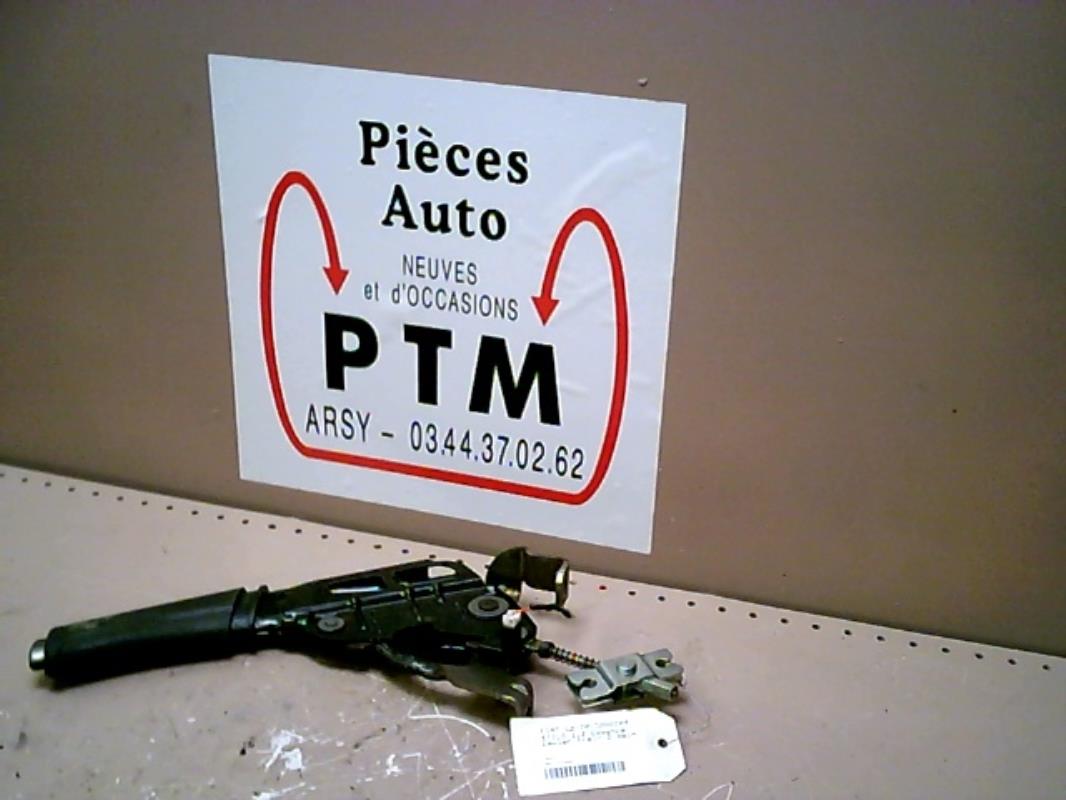 Pièces
Auto
NEUVES
et d'OCCASIONS
PTM
ARSY - 03.44.37.02.62